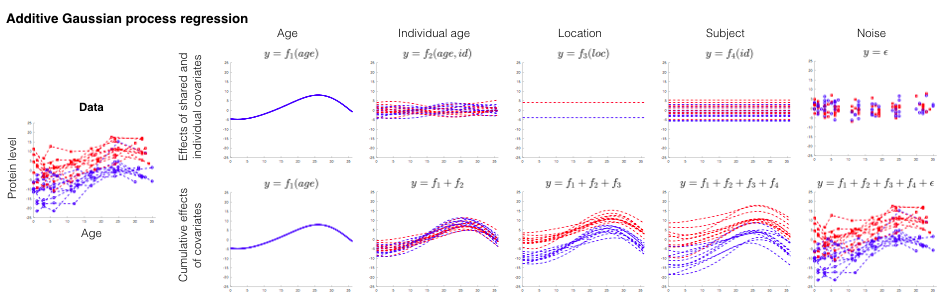 Additive Gaussian process regression
Age
Individual age
Location
Subject
Noise
Effects of shared and
individual covariates
y = f₁(age)
y = f₂(age, id)
y = f₃(loc)
y = f₄(id)
y = ϵ
Data
Protein level
Age
Cumulative effects
of covariates
y = f₁(age)
y = f₁ + f₂
y = f₁ + f₂ + f₃
y = f₁ + f₂ + f₃ + f₄
y = f₁ + f₂ + f₃ + f₄ + ϵ